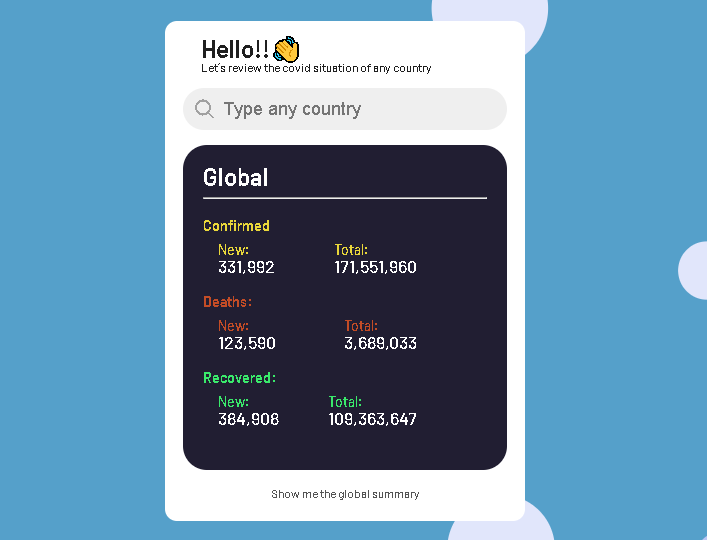 Hello!! 👋
Let's review the covid situation of any country
Type any country
Global
Confirmed
New: Total:
331,992 171,551,960
Deaths:
New: Total:
123,590 3,689,033
Recovered:
New: Total:
384,908 109,363,647
Show me the global summary